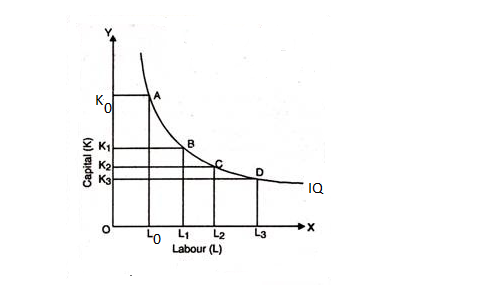 Y
K0
A
K1
B
K2
C
K3
D
IQ
Capital (K)
O
L0
L1
L2
L3
X
Labour (L)